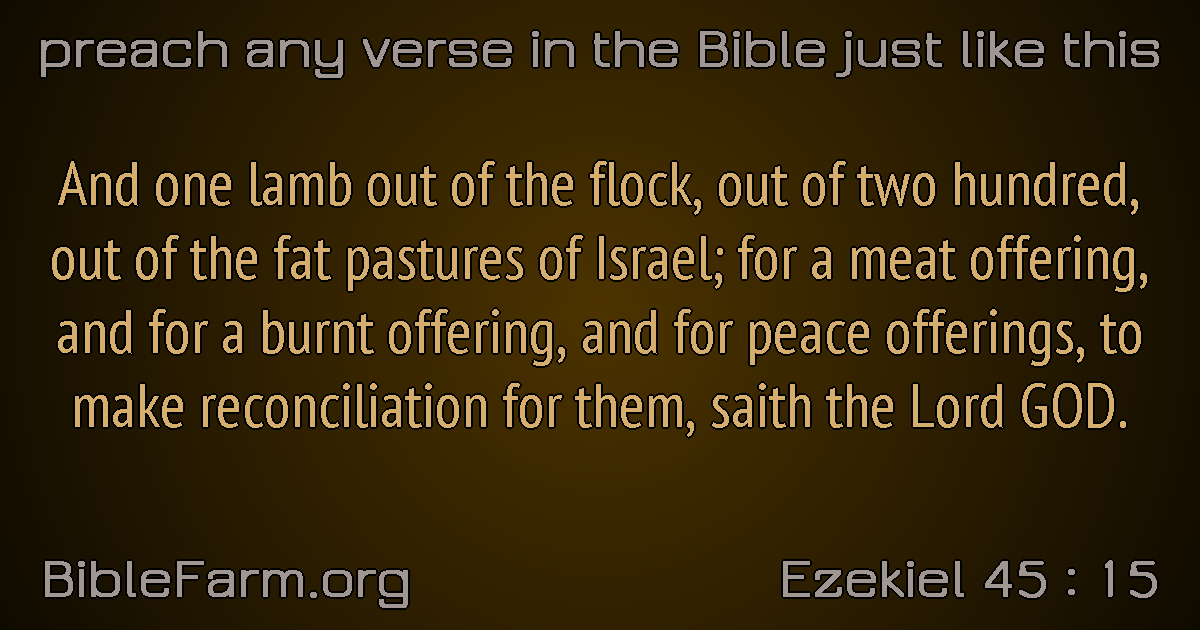 preach any verse in the Bible just like this
And one lamb out of the flock, out of two hundred,
out of the fat pastures of Israel; for a meat offering,
and for a burnt offering, and for peace offerings, to
make reconciliation for them, saith the Lord GOD.
BibleFarm.org
Ezekiel 45 : 15